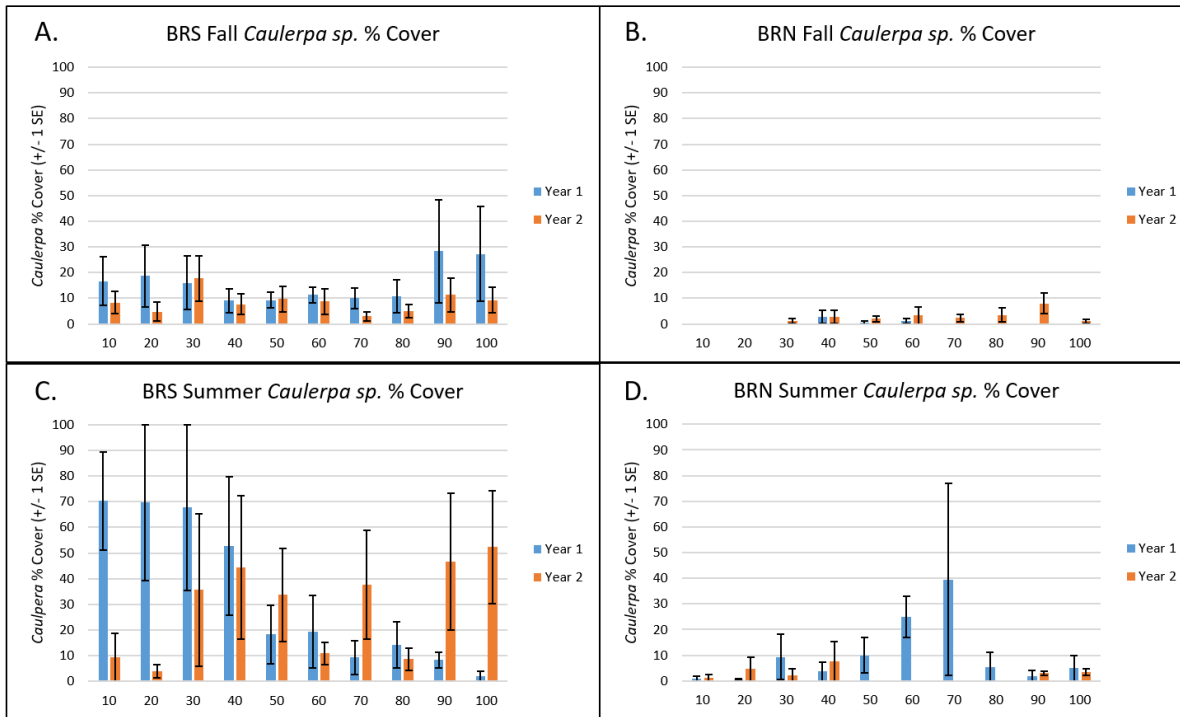 A.
BRS Fall Caulerpa sp. % Cover
Caulerpa % Cover (+/- 1 SE)
100
90
80
70
60
50
40
30
20
10
0
10 20 30 40 50 60 70 80 90 100
Year 1
Year 2
B.
BRN Fall Caulerpa sp. % Cover
Caulerpa % Cover (+/- 1 SE)
100
90
80
70
60
50
40
30
20
10
0
10 20 30 40 50 60 70 80 90 100
Year 1
Year 2
C.
BRS Summer Caulerpa sp. % Cover
Caulpera % Cover (+/- 1 SE)
100
90
80
70
60
50
40
30
20
10
0
10 20 30 40 50 60 70 80 90 100
Year 1
Year 2
D.
BRN Summer Caulerpa sp. % Cover
Caulerpa % Cover (+/- 1 SE)
100
90
80
70
60
50
40
30
20
10
0
10 20 30 40 50 60 70 80 90 100
Year 1
Year 2